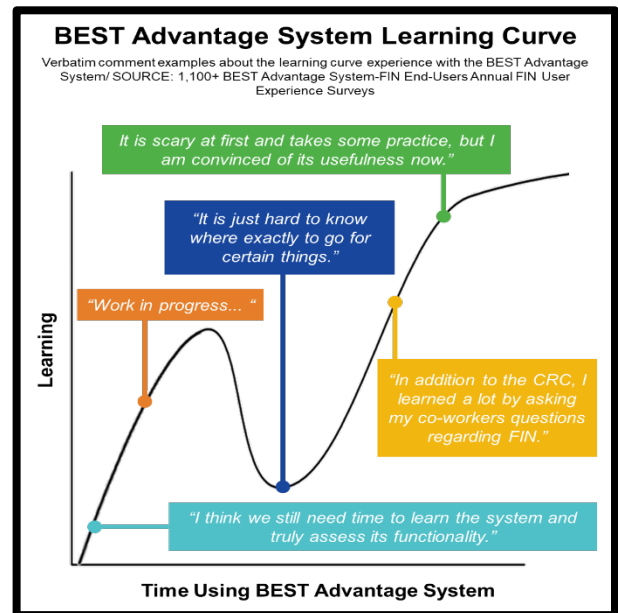 BEST Advantage System Learning Curve
Verbatim comment examples about the learning curve experience with the BEST Advantage
System/ SOURCE: 1,100+ BEST Advantage System-FIN End-Users Annual FIN User
Experience Surveys
It is scary at first and takes some practice, but I
am convinced of its usefulness now.”
“It is just hard to know
where exactly to go for
certain things.”
“Work in progress... “
Learning
“In addition to the CRC, I
learned a lot by asking
my co-workers questions
regarding FIN.”
“I think we still need time to learn the system and
truly assess its functionality.”
Time Using BEST Advantage System